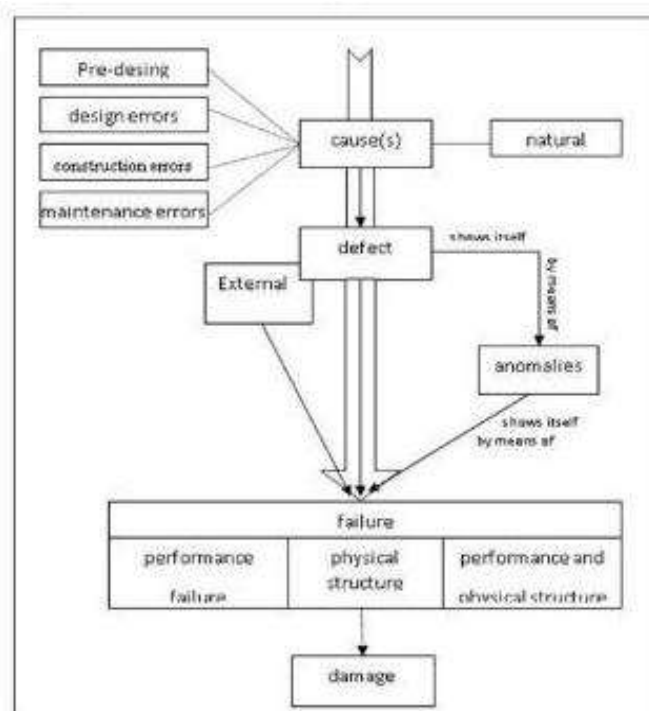 Pre-desing
design errors
cause(s)
natural
construction errors
maintenance errors
defect
shows itself
by means of
External
anomalies
shows itself
by means of
failure
performance
failure
physical
structure
performance and
physical structure
damage